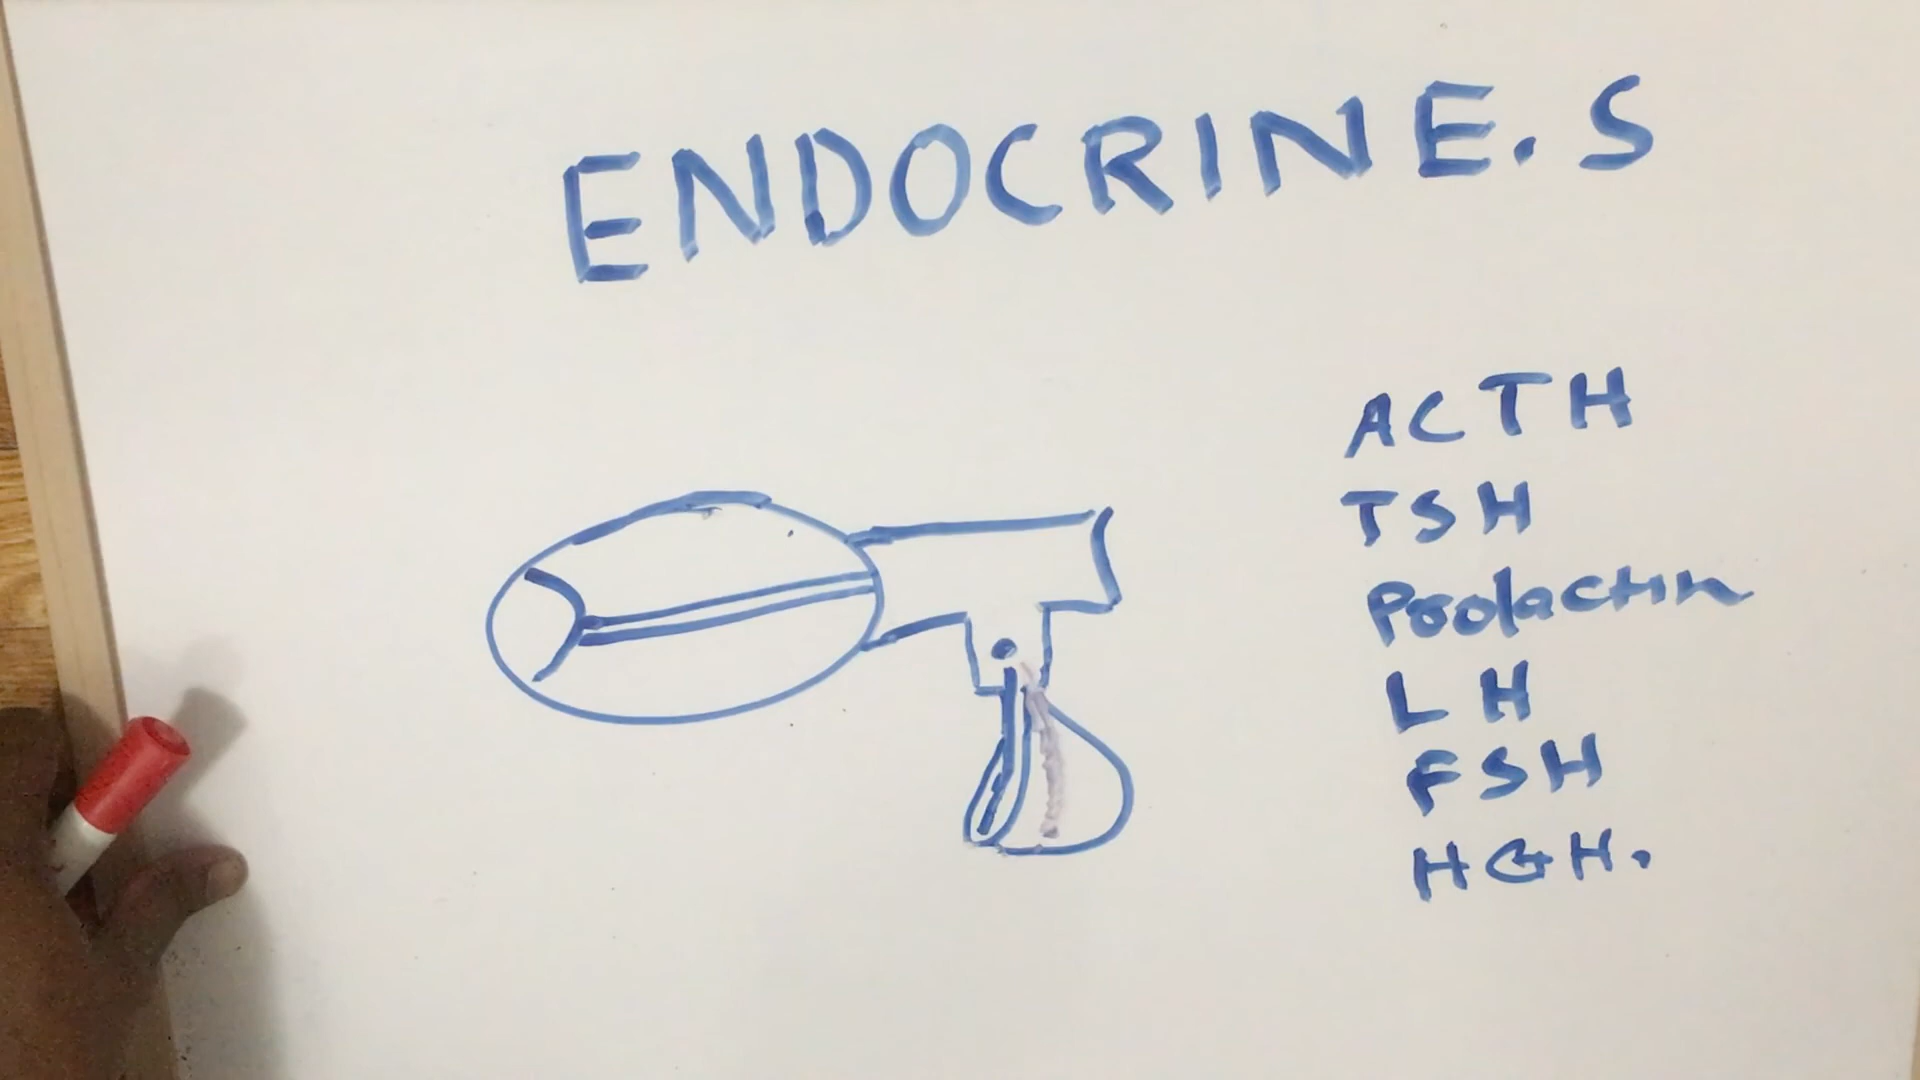 ENDOCRINE.S
ACTH
TSH
Prolactin
LH
FSH
HGH.